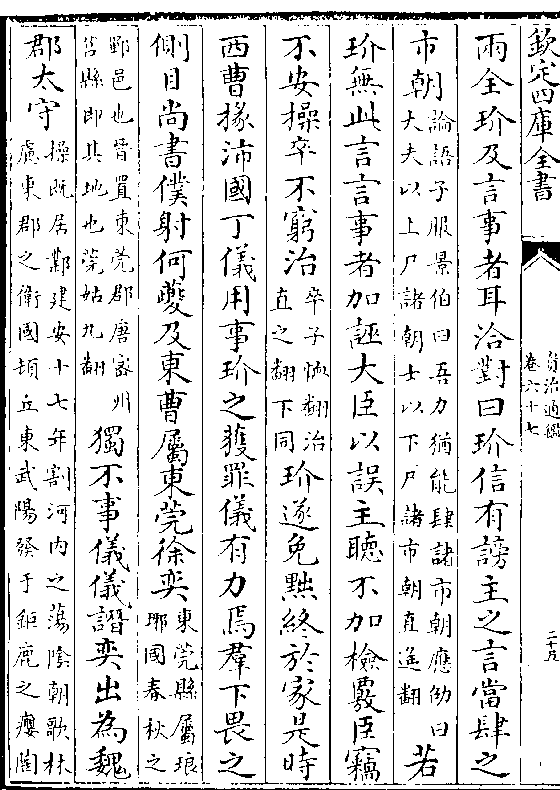 欽定四庫全書
資治通鑑
卷六十七
二十九
兩全玠及言事者耳洽對曰玠信有謗主之言當肆之
市朝論語子服景伯曰吾力猶能肆諸市朝應劭曰大夫以上尸諸朝士以下尸諸市朝直遥翻若
玠無此言言事者加誣大臣以誤主聽不加檢覈臣竊
不安操卒不窮治卒子恤翻治直之翻下同玠遂免黜終於家是時
西曹掾沛國丁儀用事玠之獲罪儀有力焉羣下畏之
側目尚書僕射何夔及東曹屬東莞徐奕東莞縣屬琅邪國春秋之
鄆邑也晉置東莞郡唐密州莒縣即其地也莞姑丸翻獨不事儀儀譖奕出為魏
郡太守操既居鄴建安十七年割河内之蕩隂朝歌林慮東郡之衛國頓丘東武陽發干鉅鹿之廮陶